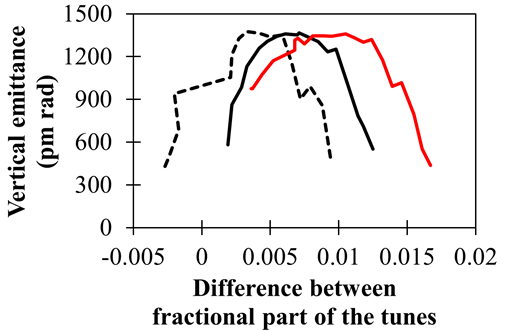 Vertical emittance
(pm rad)
1500
1200
900
600
300
0
-0.005 0 0.005 0.01 0.015 0.02
Difference between
fractional part of the tunes